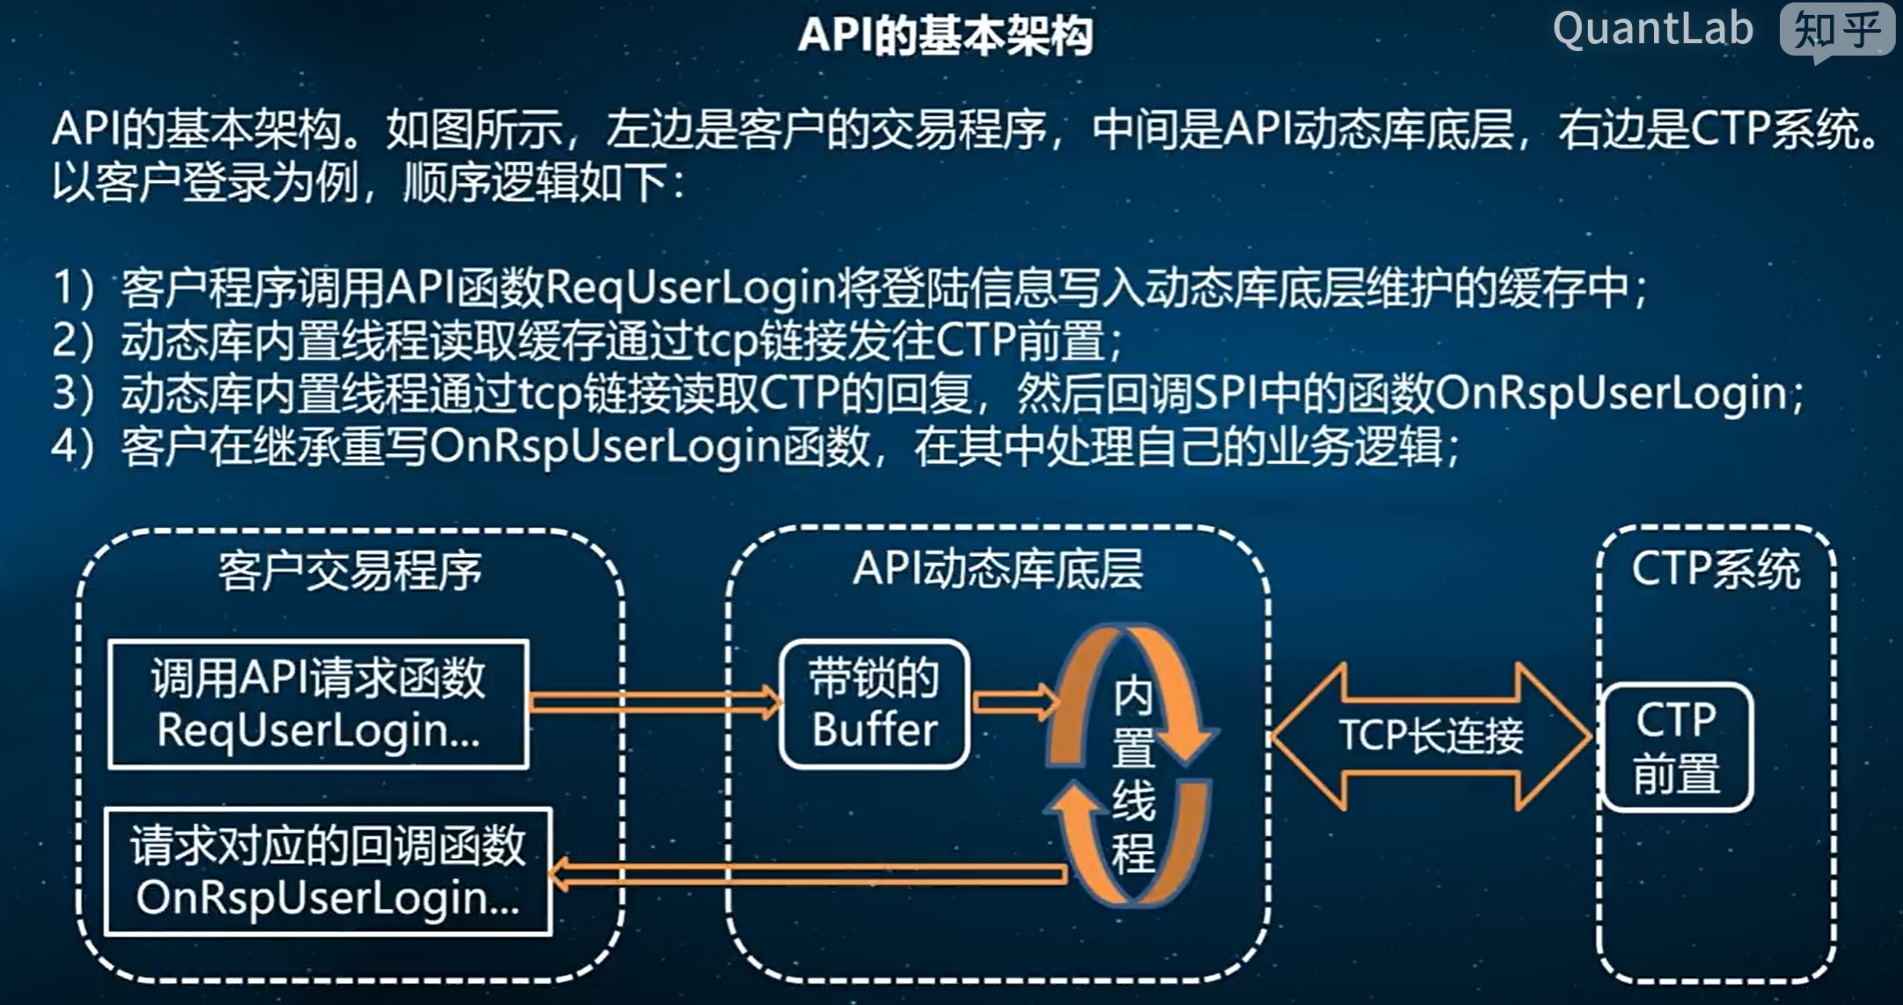 API的基本架构
QuantLab 知乎
API的基本架构。如图所示，左边是客户的交易程序，中间是API动态库底层，右边是CTP系统。
以客户登录为例，顺序逻辑如下：
1）客户程序调用API函数ReqUserLogin将登陆信息写入动态库底层维护的缓存中；
2）动态库内置线程读取缓存通过tcp链接发往CTP前置；
3）动态库内置线程通过tcp链接读取CTP的回复，然后回调SPI中的函数OnRspUserLogin；
4）客户在继承重写OnRspUserLogin函数，在其中处理自己的业务逻辑；
客户交易程序
调用API请求函数
ReqUserLogin...
请求对应的回调函数
OnRspUserLogin...
API动态库底层
带锁的
Buffer
内
置
线
程
TCP长连接
CTP系统
CTP
前置